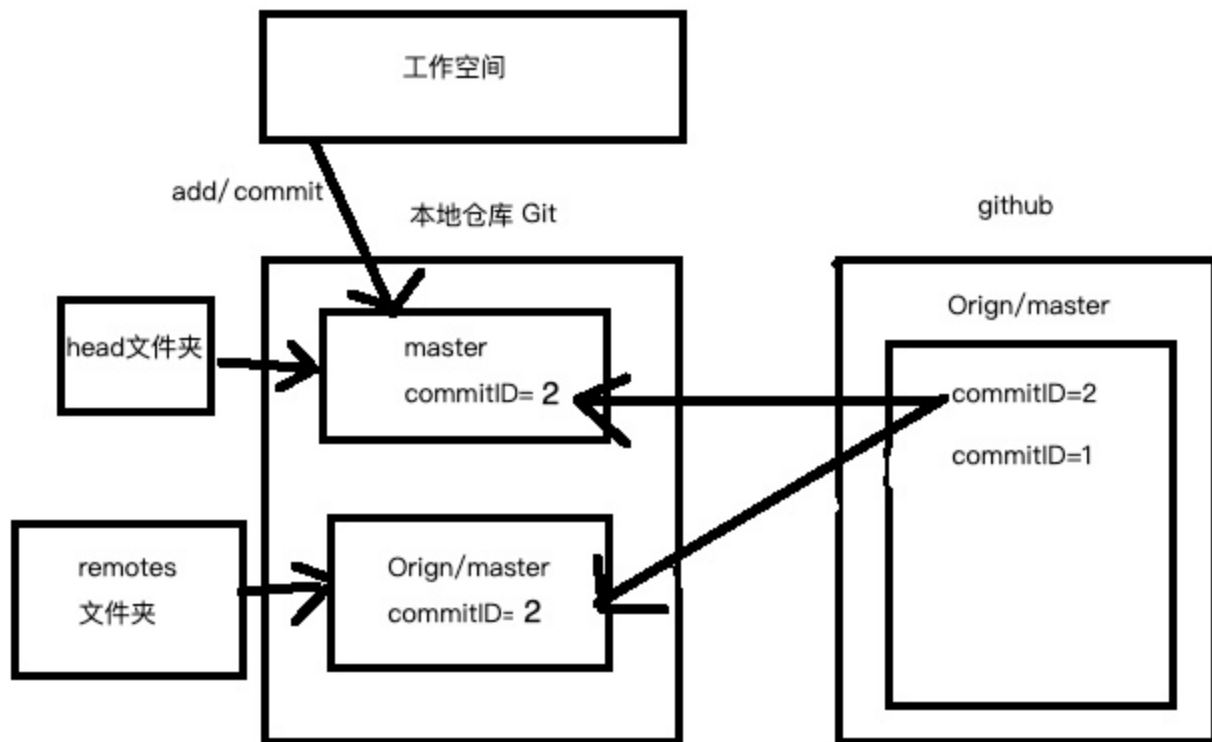 工作空间
add/ commit
本地仓库 Git
github
head文件夹
master
commitID= 2
Orign/master
commitID=2
commitID=1
remotes
文件夹
Orign/master
commitID= 2